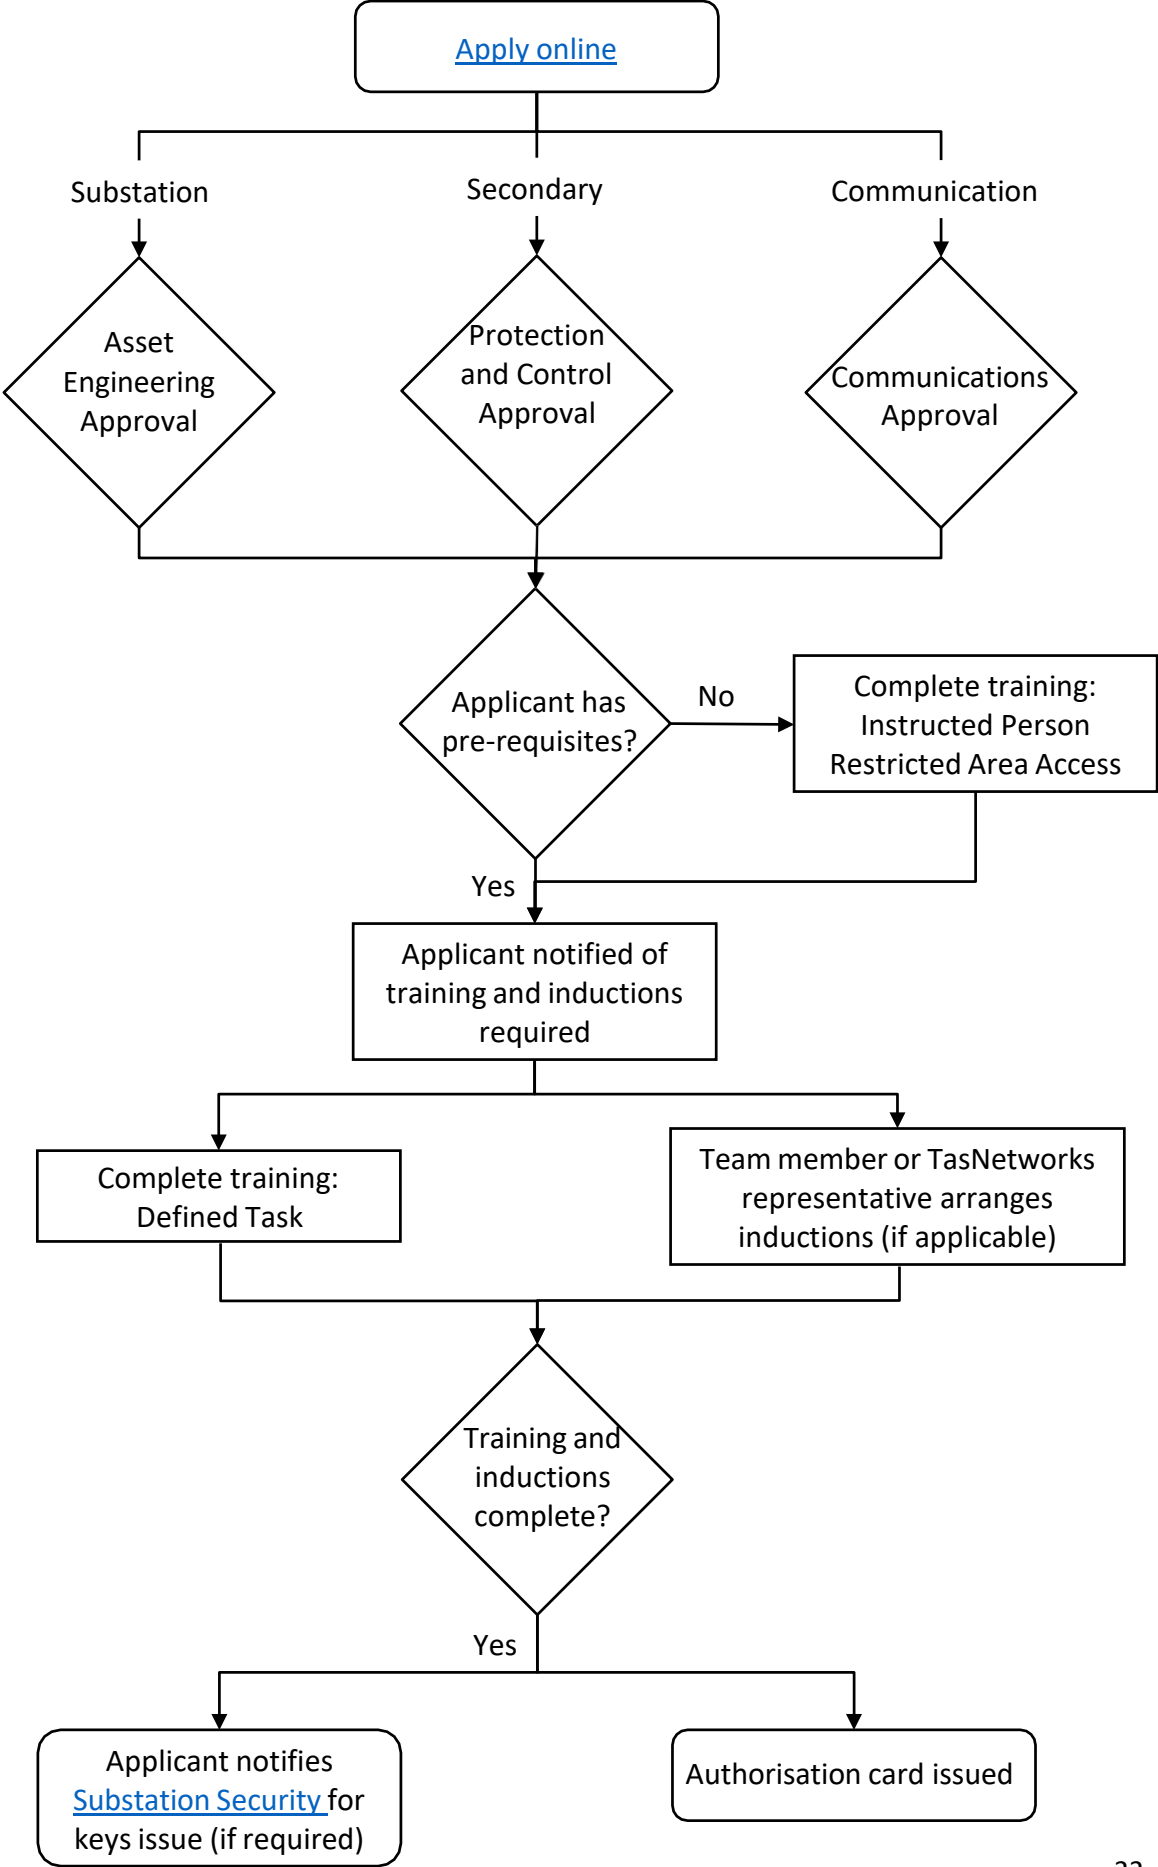 Apply online
Substation
Secondary
Communication
Asset
Engineering
Approval
Protection
and Control
Approval
Communications
Approval
Applicant has
pre-requisites?
No
Complete training:
Instructed Person
Restricted Area Access
Yes
Applicant notified of
training and inductions
required
Complete training:
Defined Task
Team member or TasNetworks
representative arranges
inductions (if applicable)
Training and
inductions
complete?
Yes
Applicant notifies
Substation Security for
keys issue (if required)
Authorisation card issued